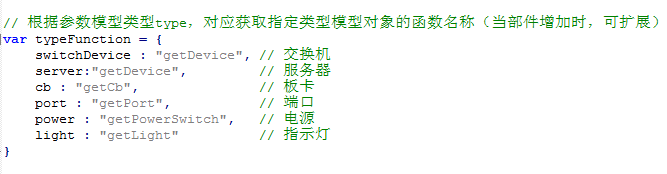 // 根据参数模型类型type，对应获取指定类型模型对象的函数名称（当部件增加时，可扩展）
var typeFunction = {
    switchDevice : "getDevice", // 交换机
    server:"getDevice",         // 服务器
    cb : "getCb",               // 板卡
    port : "getPort",           // 端口
    power : "getPowerSwitch",   // 电源
    light : "getLight"          // 指示灯
}